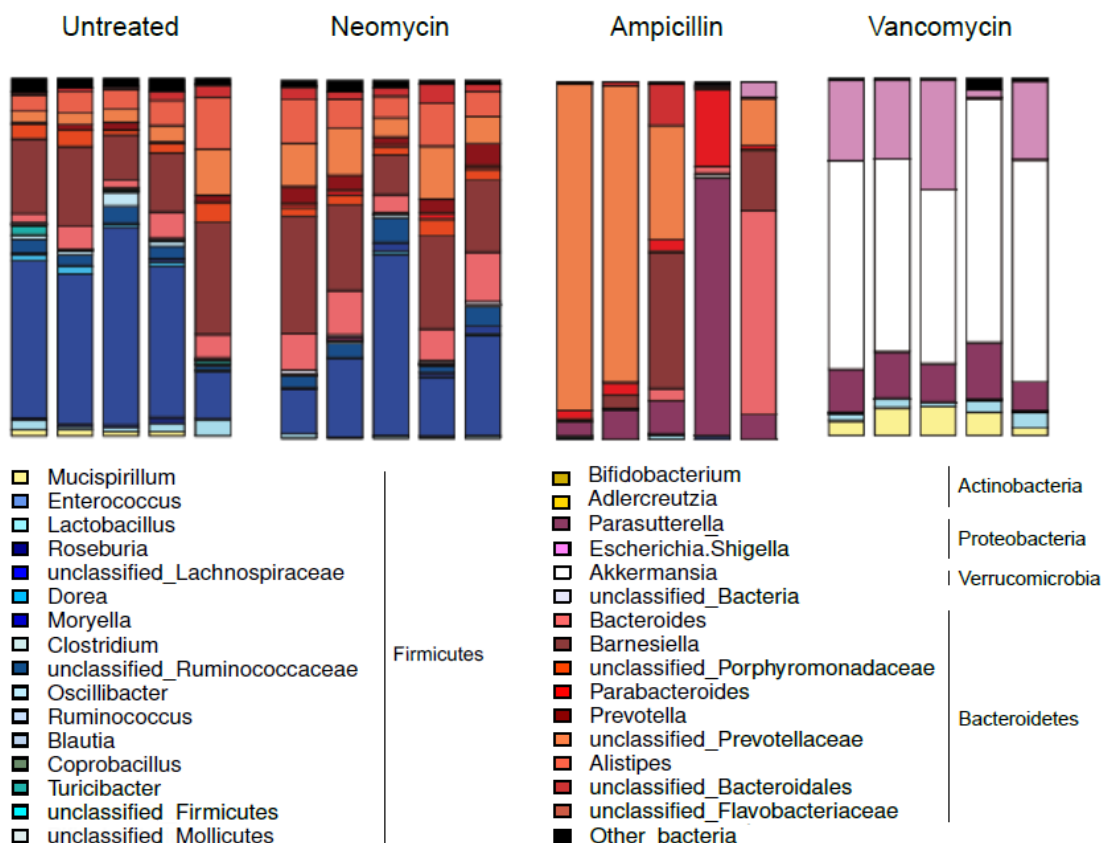 Untreated
Neomycin
Ampicillin
Vancomycin
Mucispirillum
Enterococcus
Lactobacillus
Roseburia
unclassified_Lachnospiraceae
Dorea
Moryella
Clostridium
unclassified_Ruminococcaceae
Oscillibacter
Ruminococcus
Blautia
Coprobacillus
Turicibacter
unclassified_Firmicutes
unclassified_Mollicutes
Firmicutes
Bifidobacterium
Adlercreutzia
Parasutterella
Escherichia.Shigella
Akkermansia
unclassified_Bacteria
Bacteroides
Barnesiella
unclassified_Porphyromonadaceae
Parabacteroides
Prevotella
unclassified_Prevotellaceae
Alistipes
unclassified_Bacteroidales
unclassified_Flavobacteriaceae
Other_bacteria
Actinobacteria
Proteobacteria
Verrucomicrobia
Bacteroidetes